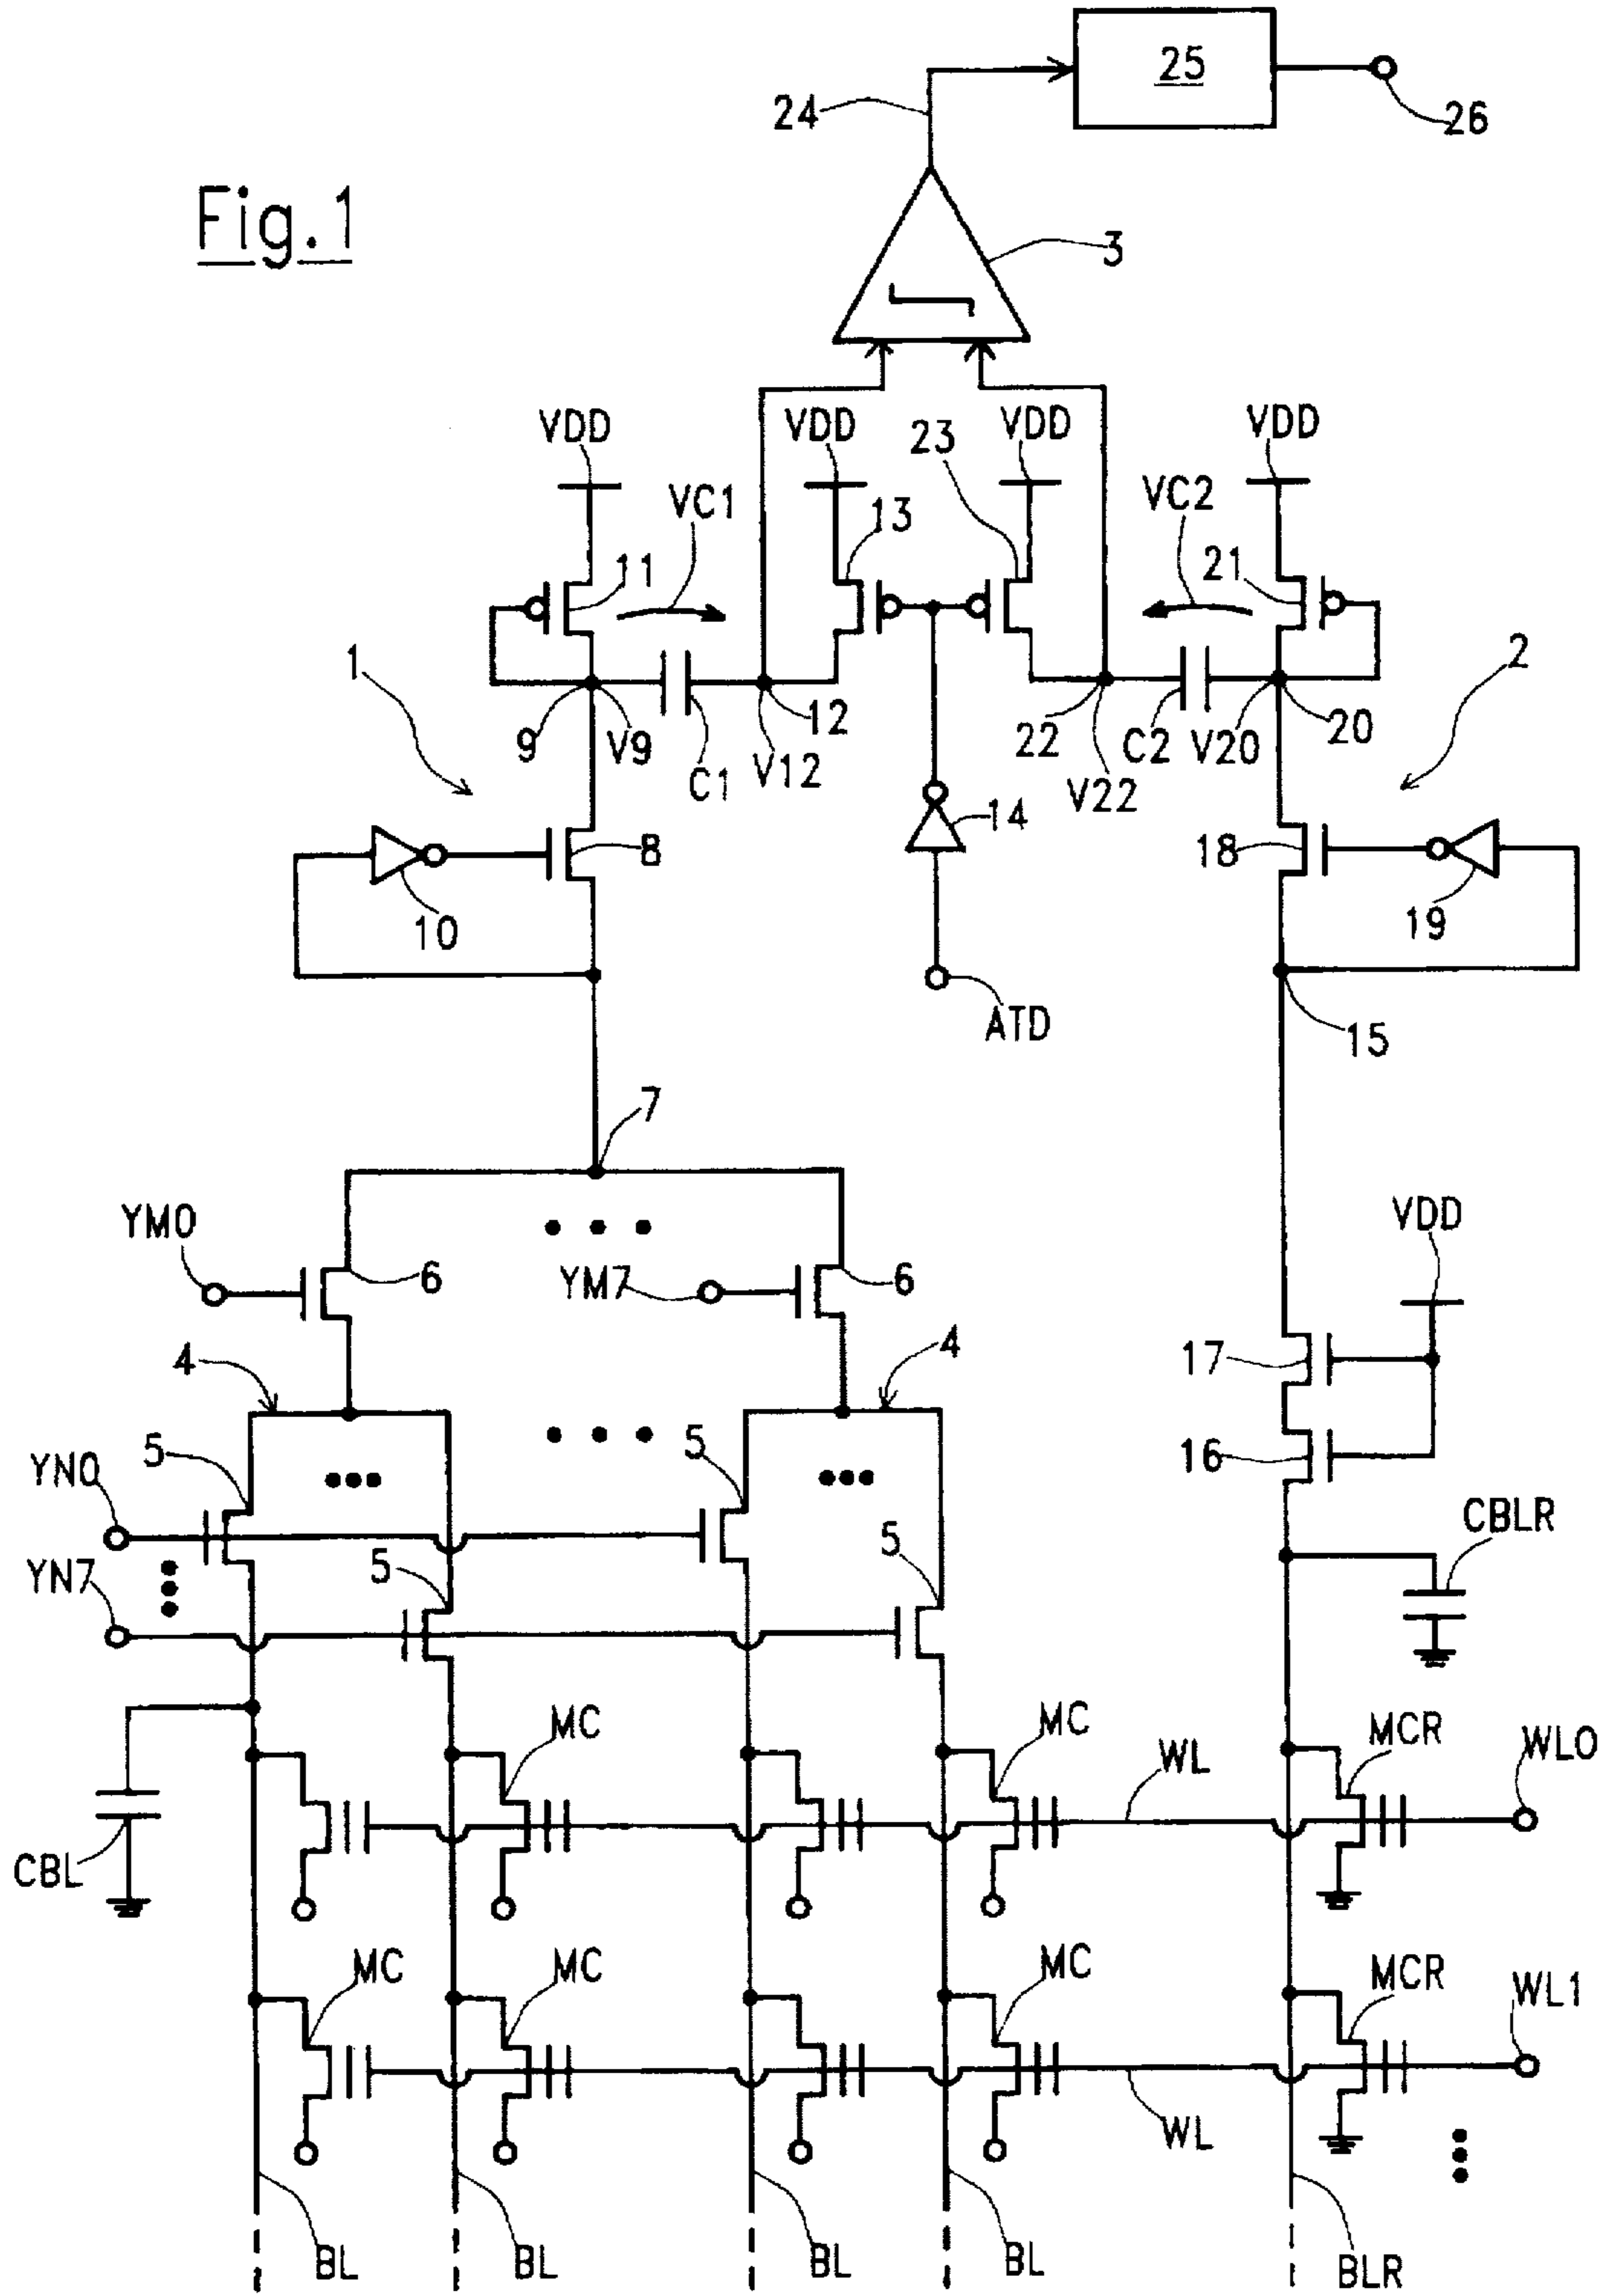 25
24
26
Fig.1
3
VDD
VDD
23
VDD
VDD
VC1
13
VC2
11
21
1
2
9
V9
C1
V12
12
22
V22
C2
V20
20
14
8
18
10
19
ATD
15
7
YM0
6
YM7
6
VDD
4
4
17
5
5
16
YN0
YN7
5
5
CBLR
MC
MC
WL
MCR
WL0
CBL
MC
MC
MC
MCR
WL1
WL
BL
BL
BL
BL
BLR